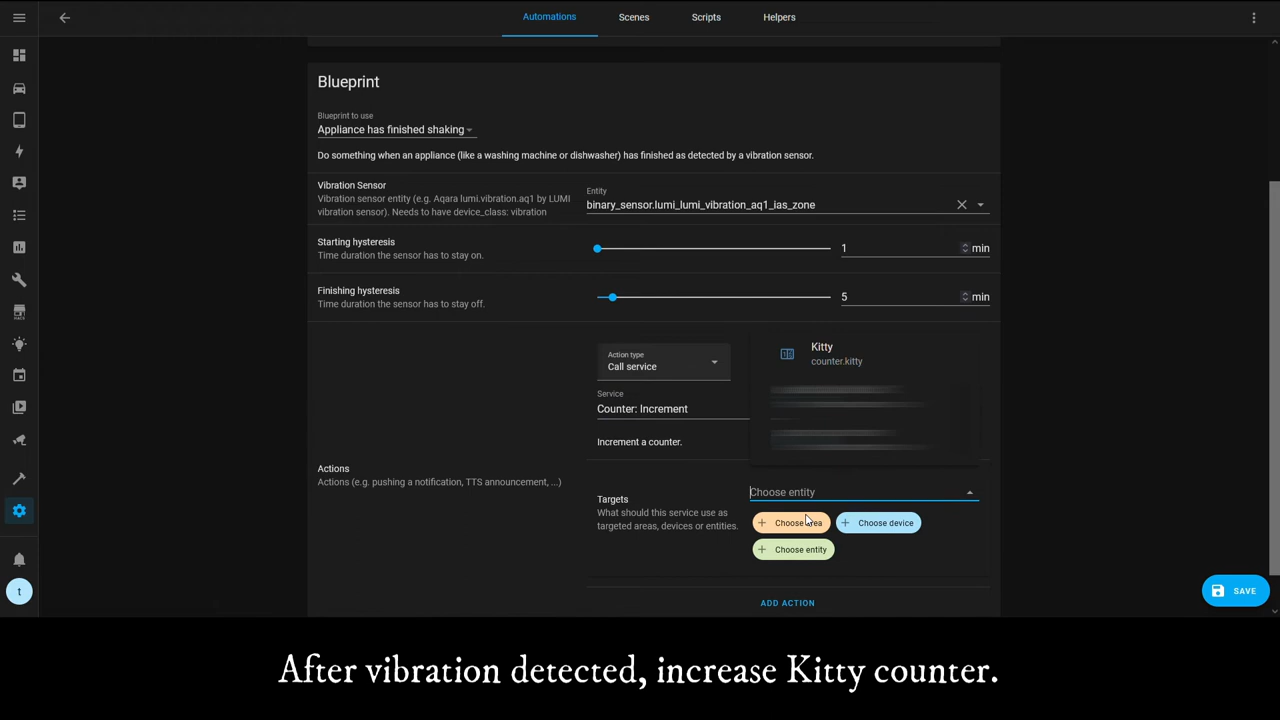 Automations
Scenes
Scripts
Helpers
Blueprint
Blueprint to use
Appliance has finished shaking
Do something when an appliance (like a washing machine or dishwasher) has finished as detected by a vibration sensor.
Vibration Sensor
Vibration sensor entity (e.g. Aqara lumi.vibration.aq1 by LUMI
vibration sensor). Needs to have device_class: vibration
Entity
binary_sensor.lumi_lumi_vibration_aq1_ias_zone
Starting hysteresis
Time duration the sensor has to stay on.
1 min
Finishing hysteresis
Time duration the sensor has to stay off.
5 min
Actions
Actions (e.g. pushing a notification, TTS announcement, ...)
Action type
Call service
Service
Counter: Increment
Increment a counter.
Kitty
counter.kitty
Targets
What should this service use as
targeted areas, devices or entities.
Choose entity
Choose area
Choose device
Choose entity
ADD ACTION
HACS
t
SAVE
After vibration detected, increase Kitty counter.